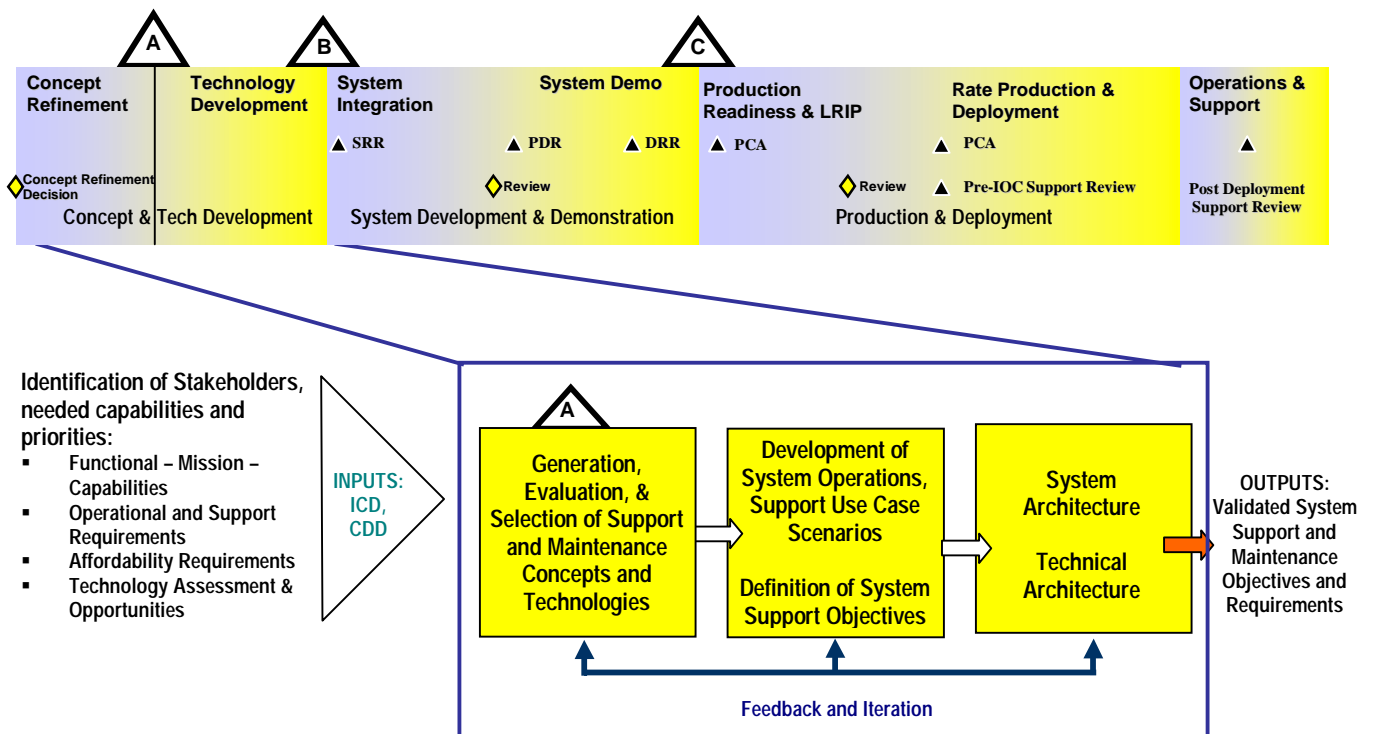 A
B
C
Concept
Refinement
Technology
Development
System
Integration
System Demo
Production
Readiness & LRIP
Rate Production &
Deployment
Operations &
Support
SRR
PDR
DRR
PCA
PCA
Concept Refinement
Decision
Review
Review
Pre-IOC Support Review
Post Deployment
Support Review
Concept & Tech Development
System Development & Demonstration
Production & Deployment
Identification of Stakeholders,
needed capabilities and
priorities:
▪ Functional – Mission –
Capabilities
▪ Operational and Support
Requirements
▪ Affordability Requirements
▪ Technology Assessment &
Opportunities
INPUTS:
ICD,
CDD
A
Generation,
Evaluation, &
Selection of Support
and Maintenance
Concepts and
Technologies
Development of
System Operations,
Support Use Case
Scenarios
Definition of System
Support Objectives
System
Architecture
Technical
Architecture
OUTPUTS:
Validated System
Support and
Maintenance
Objectives and
Requirements
Feedback and Iteration